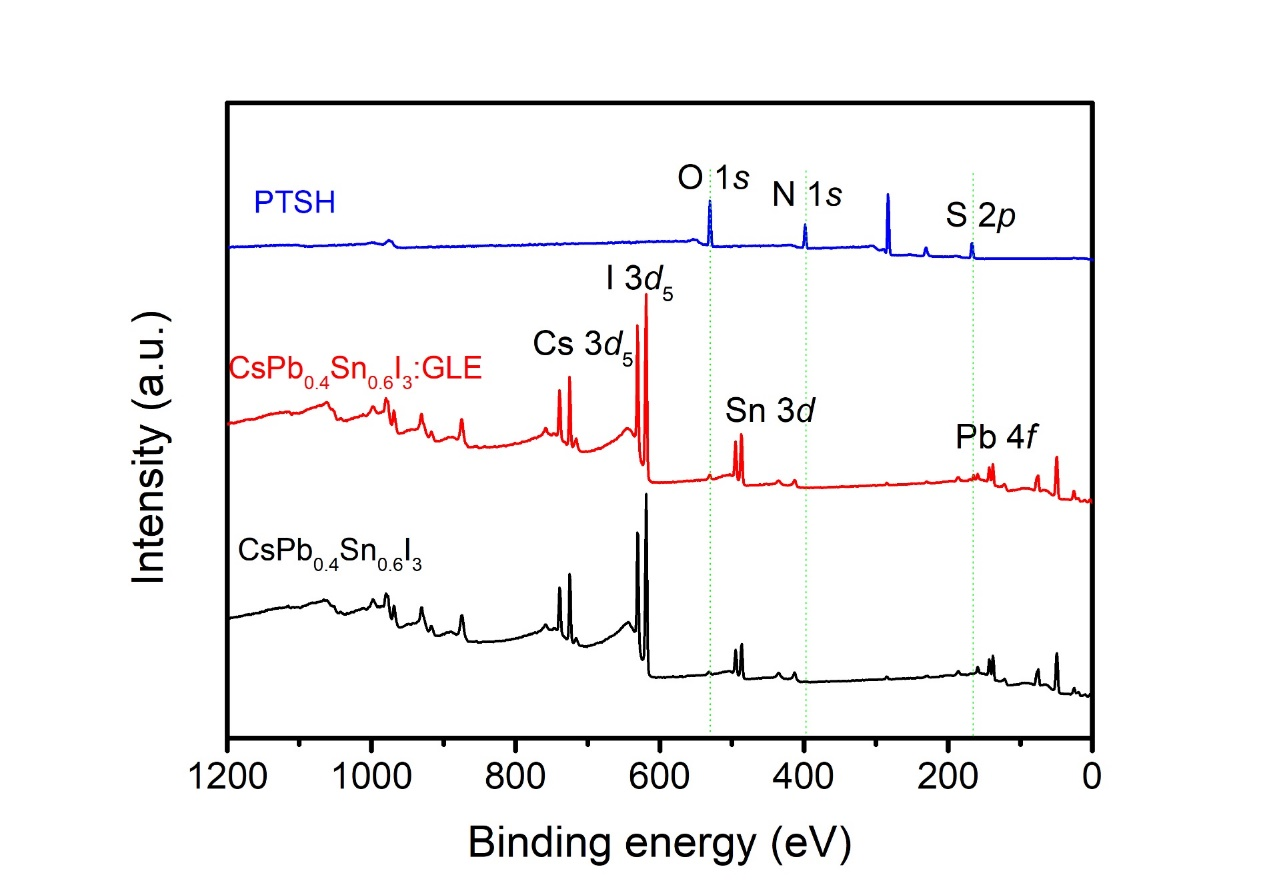 O 1s
N 1s
PTSH
S 2p
I 3d5
Cs 3d5
CsPb0.4Sn0.6I3:GLE
Sn 3d
Pb 4f
CsPb0.4Sn0.6I3
Intensity (a.u.)
1200 1000 800 600 400 200 0
Binding energy (eV)